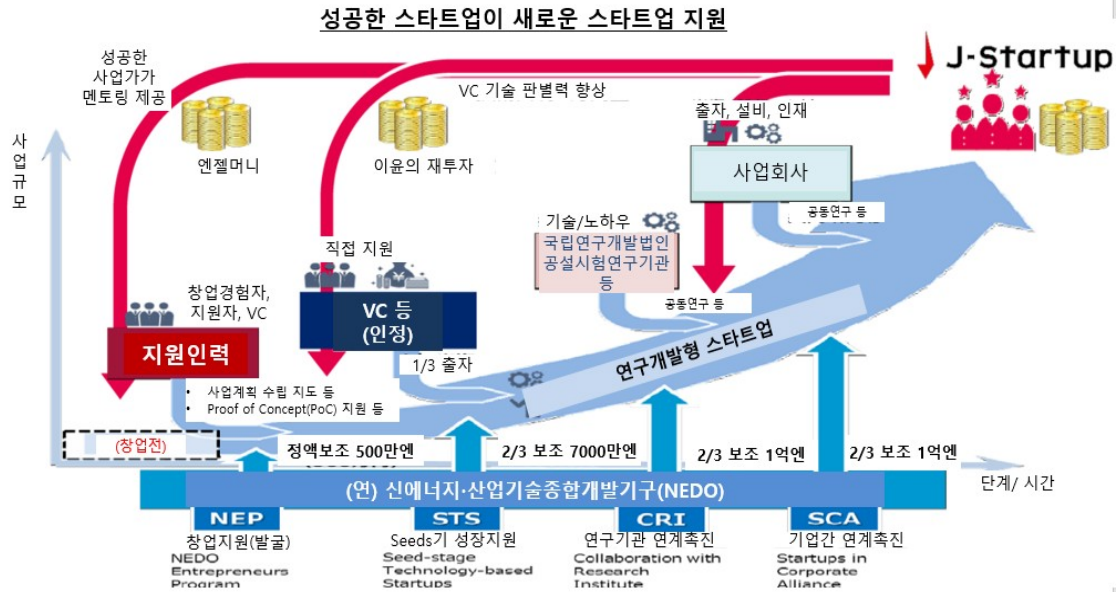 성공한 스타트업이 새로운 스타트업 지원
J-Startup
성공한
사업가가
멘토링 제공
VC 기술 판별력 향상
출자, 설비, 인재
사업규모
엔젤머니
이윤의 재투자
사업회사
공동연구 등
기술/노하우
국립연구개발법인
공설시험연구기관
등
직접 지원
창업경험자,
지원자, VC
VC 등
(인정)
공동연구 등
지원인력
1/3 출자
연구개발형 스타트업
• 사업계획 수립 지도 등
• Proof of Concept(PoC) 지원 등
(창업전)
정액보조 500만엔
2/3 보조 7000만엔
2/3 보조 1억엔
2/3 보조 1억엔
(연) 신에너지·산업기술종합개발기구(NEDO)
단계/ 시간
NEP
창업지원(발굴)
NEDO
Entrepreneurs
Program
STS
Seeds기 성장지원
Seed-stage
Technology-based
Startups
CRI
연구기관 연계촉진
Collaboration with
Research
Institute
SCA
기업간 연계촉진
Startups in
Corporate
Alliance